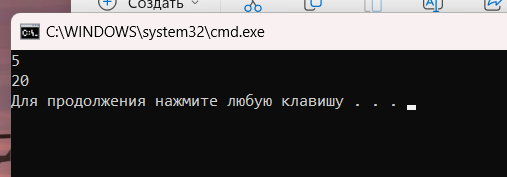 Создать
C:\WINDOWS\system32\cmd.exe
5
20
Для продолжения нажмите любую клавишу . . .